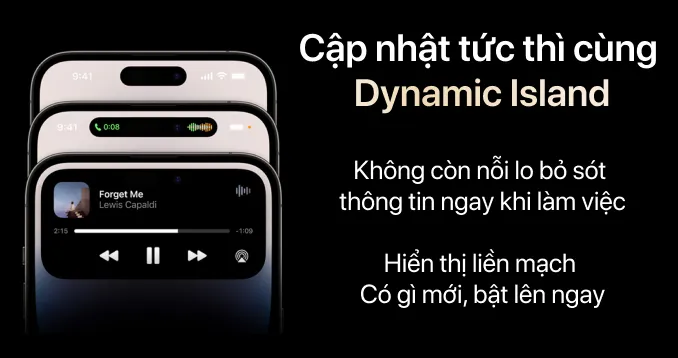 Cập nhật tức thì cùng
Dynamic Island
Không còn nỗi lo bỏ sót
thông tin ngay khi làm việc
Hiển thị liền mạch
Có gì mới, bật lên ngay
9:41
9:41 0:08
Forget Me
Lewis Capaldi
2:15 -1:09